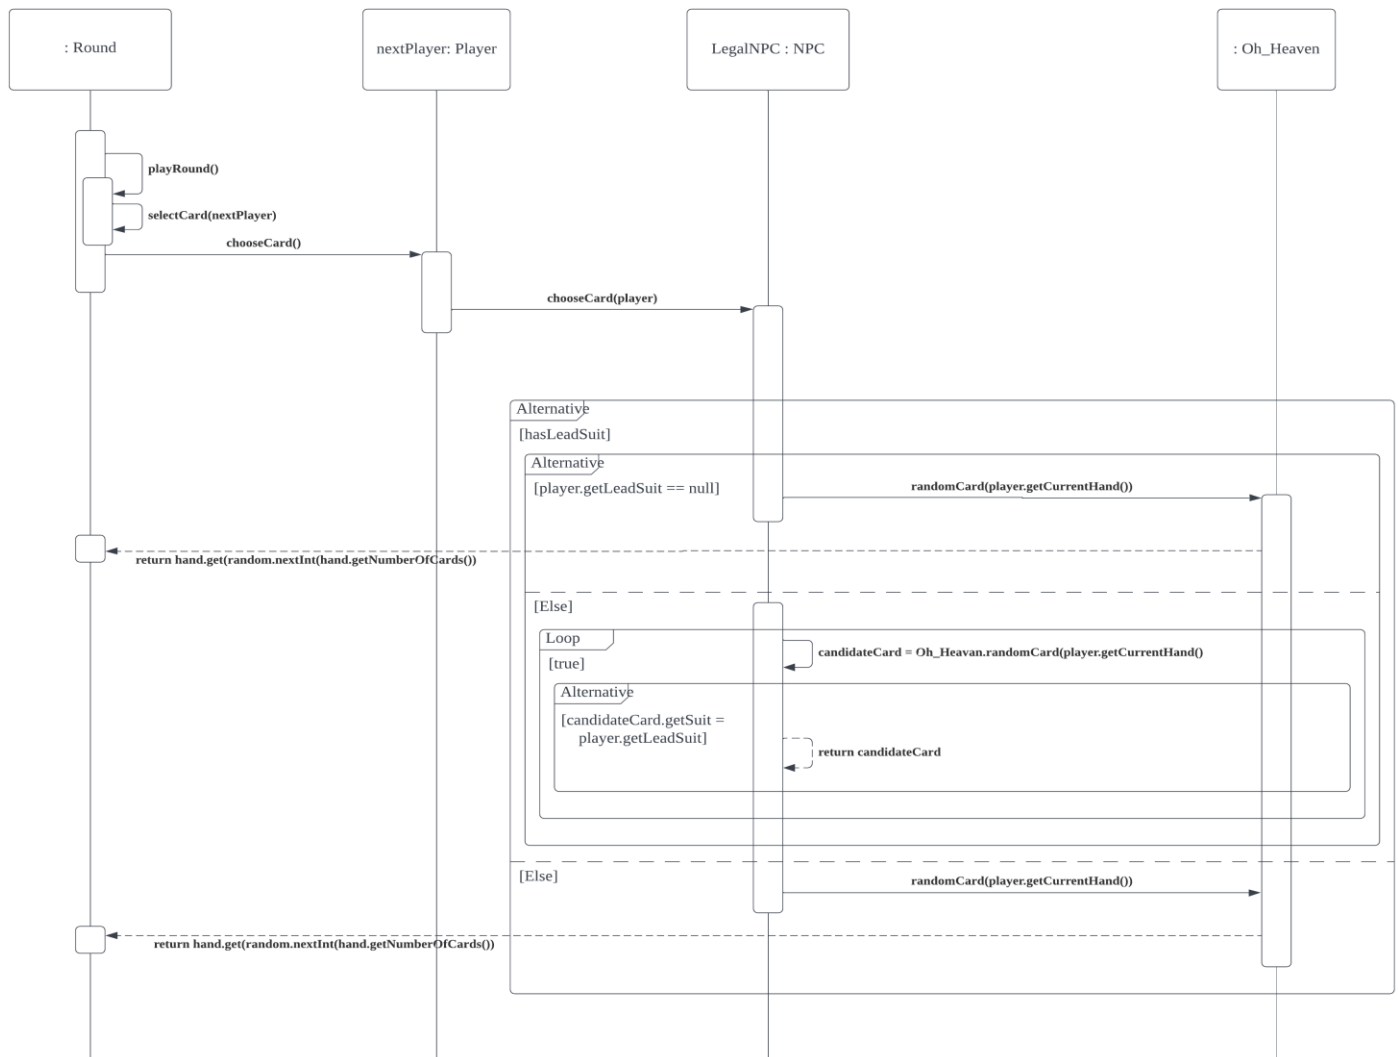 : Round
nextPlayer: Player
LegalNPC : NPC
: Oh_Heaven
playRound()
selectCard(nextPlayer)
chooseCard()
chooseCard(player)
Alternative
[hasLeadSuit]
Alternative
[player.getLeadSuit == null]
randomCard(player.getCurrentHand())
return hand.get(random.nextInt(hand.getNumberOfCards())
[Else]
Loop
[true]
candidateCard = Oh_Heavan.randomCard(player.getCurrentHand()
Alternative
[candidateCard.getSuit =
player.getLeadSuit]
return candidateCard
[Else]
randomCard(player.getCurrentHand())
return hand.get(random.nextInt(hand.getNumberOfCards())